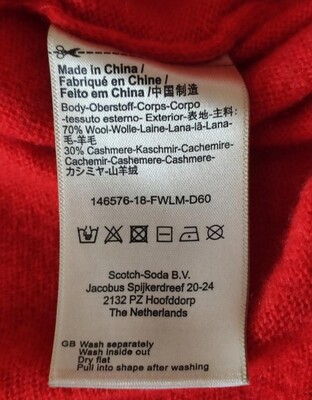 Made in China /
Fabriqué en Chine /
Feito em China /中国制造
Body-Oberstoff-Corps-Corpo
-tessuto esterno- Exterior-表地-主料:
70% Wool-Wolle-Laine-Lana-lã-Lana-
毛-羊毛
30% Cashmere-Kaschmir-Cachemire-
Cachemir-Cashemere-Cashmere-
カシミヤ-山羊绒
146576-18-FWLM-D60
Scotch-Soda B.V.
Jacobus Spijkerdreef 20-24
2132 PZ Hoofddorp
The Netherlands
GB Wash separately
Wash inside out
Dry flat
Pull into shape after washing